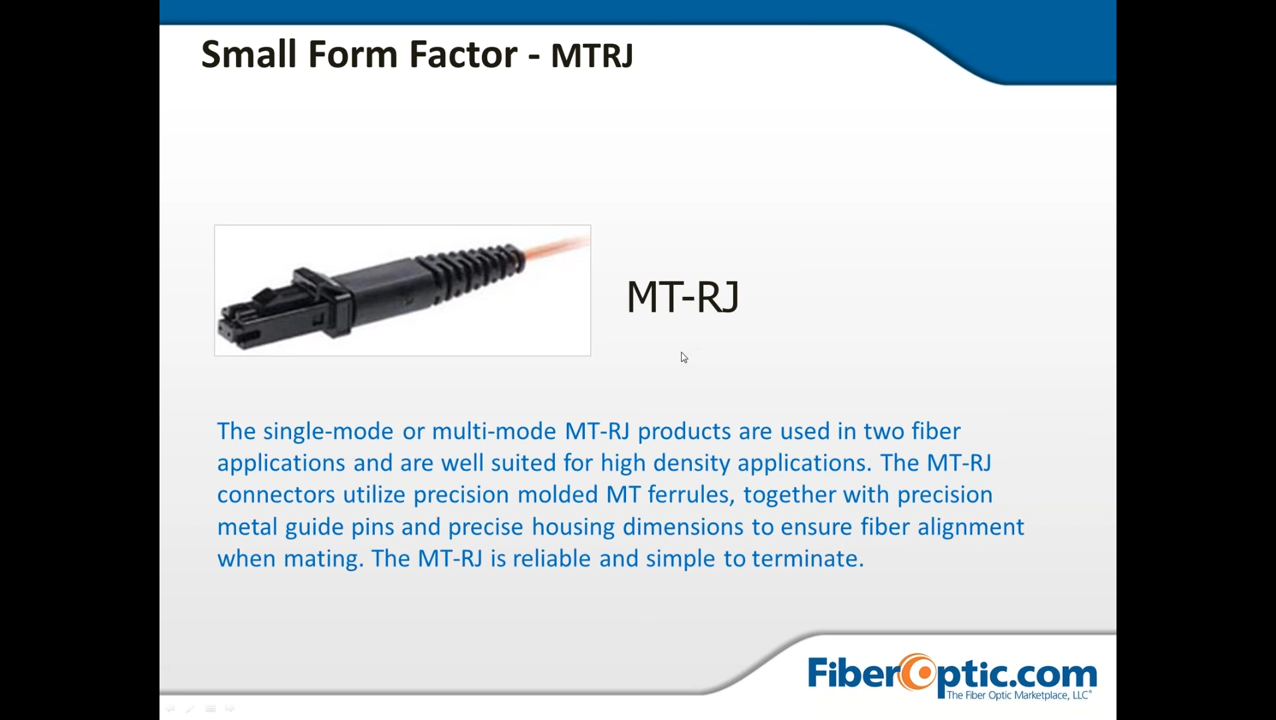 Small Form Factor - MTRJ
MT-RJ
The single-mode or multi-mode MT-RJ products are used in two fiber
applications and are well suited for high density applications. The MT-RJ
connectors utilize precision molded MT ferrules, together with precision
metal guide pins and precise housing dimensions to ensure fiber alignment
when mating. The MT-RJ is reliable and simple to terminate.
FiberOptic.com
The Fiber Optic Marketplace, LLC